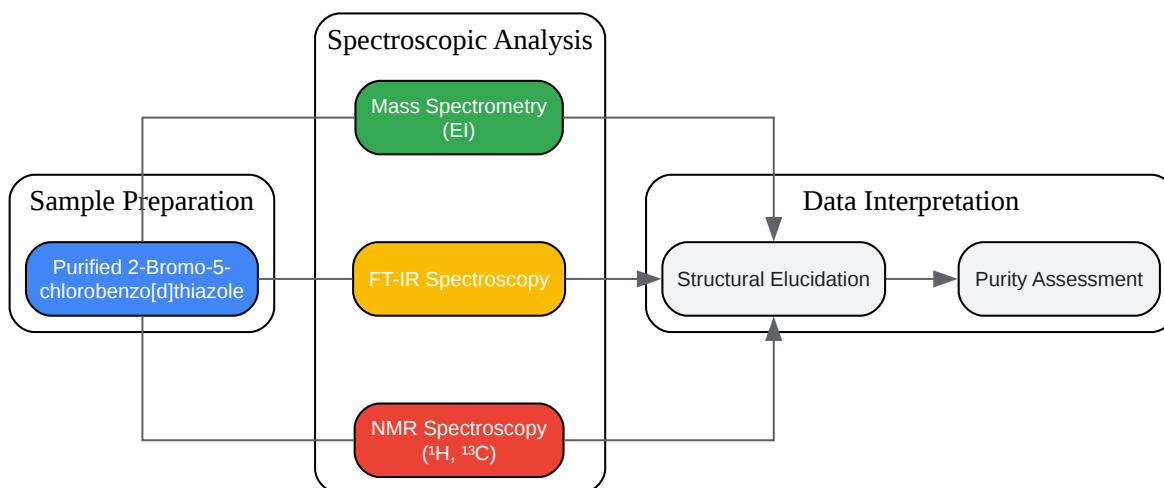 Spectroscopic Analysis
Mass Spectrometry
(EI)
Sample Preparation
Purified 2-Bromo-5-
chlorobenzo[d]thiazole
FT-IR Spectroscopy
NMR Spectroscopy
(¹H, ¹³C)
Data Interpretation
Structural Elucidation
Purity Assessment